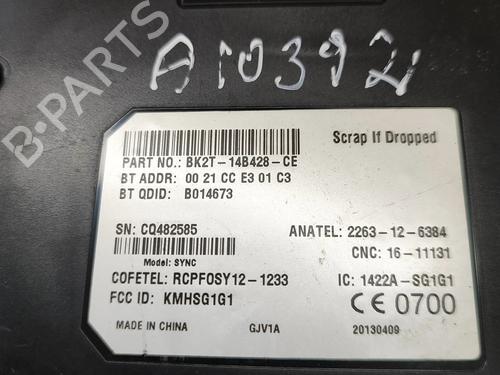 A103921
B-PARTS
Scrap If Dropped
PART NO.: BK2T-14B428-CE
BT ADDR: 00 21 CC E3 01 C3
BT QDID: B014673
SN: CQ482585
ANATEL: 2263-12-6384
Model: SYNC
CNC: 16-11131
COFETEL: RCPFOSY12-1233
IC: 1422A-SG1G1
FCC ID: KMHSG1G1
CE 0700
MADE IN CHINA
GJV1A
20130409